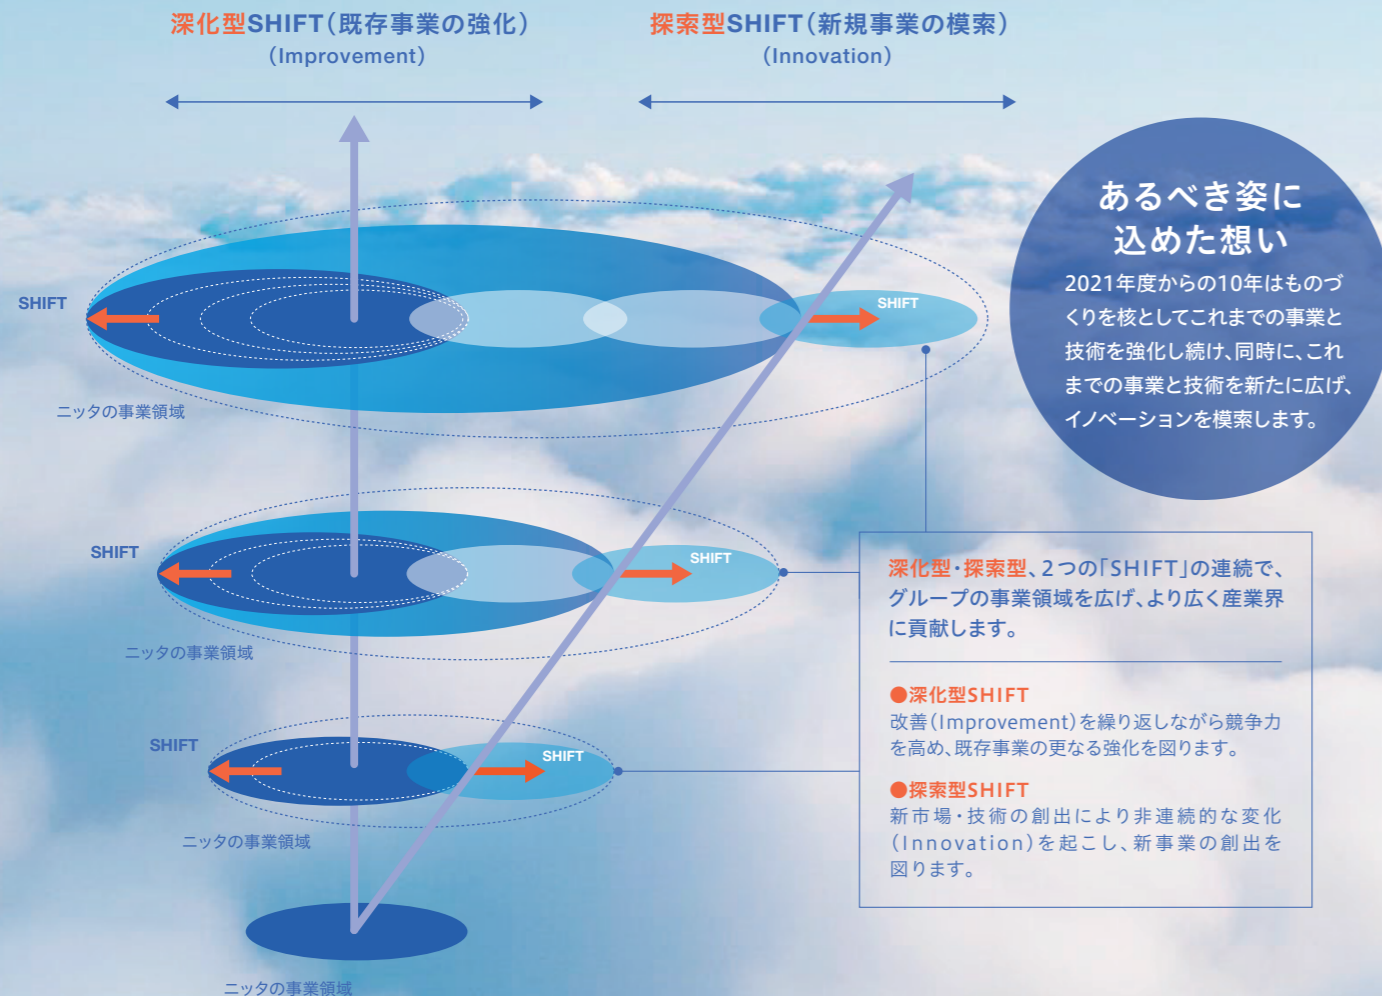 深化型SHIFT（既存事業の強化）
（Improvement）
探索型SHIFT（新規事業の模索）
（Innovation）
あるべき姿に
込めた想い
2021年度からの10年はものづ
くりを核としてこれまでの事業と
技術を強化し続け、同時に、これ
までの事業と技術を新たに広げ、
イノベーションを模索します。
SHIFT
SHIFT
ニッタの事業領域
SHIFT
SHIFT
ニッタの事業領域
SHIFT
SHIFT
ニッタの事業領域
ニッタの事業領域
深化型・探索型、2つの「SHIFT」の連続で、
グループの事業領域を広げ、より広く産業界
に貢献します。
●深化型SHIFT
改善（Improvement）を繰り返しながら競争力
を高め、既存事業の更なる強化を図ります。
●探索型SHIFT
新市場・技術の創出により非連続的な変化
（Innovation）を起こし、新事業の創出を
図ります。